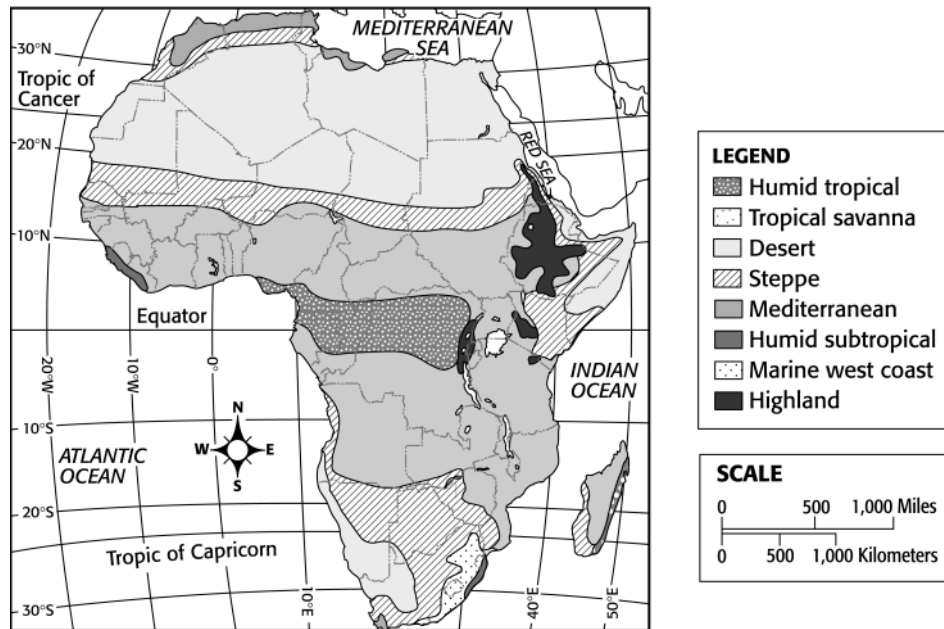 MEDITERRANEAN
SEA
30°N
Tropic of
Cancer
20°N
RED SEA
10°N
Equator
20°W
10°W
0°
INDIAN
OCEAN
10°S
N
W E
S
ATLANTIC
OCEAN
20°S
Tropic of Capricorn
30°S
10°E
40°E
50°E
LEGEND
Humid tropical
Tropical savanna
Desert
Steppe
Mediterranean
Humid subtropical
Marine west coast
Highland
SCALE
0 500 1,000 Miles
0 500 1,000 Kilometers